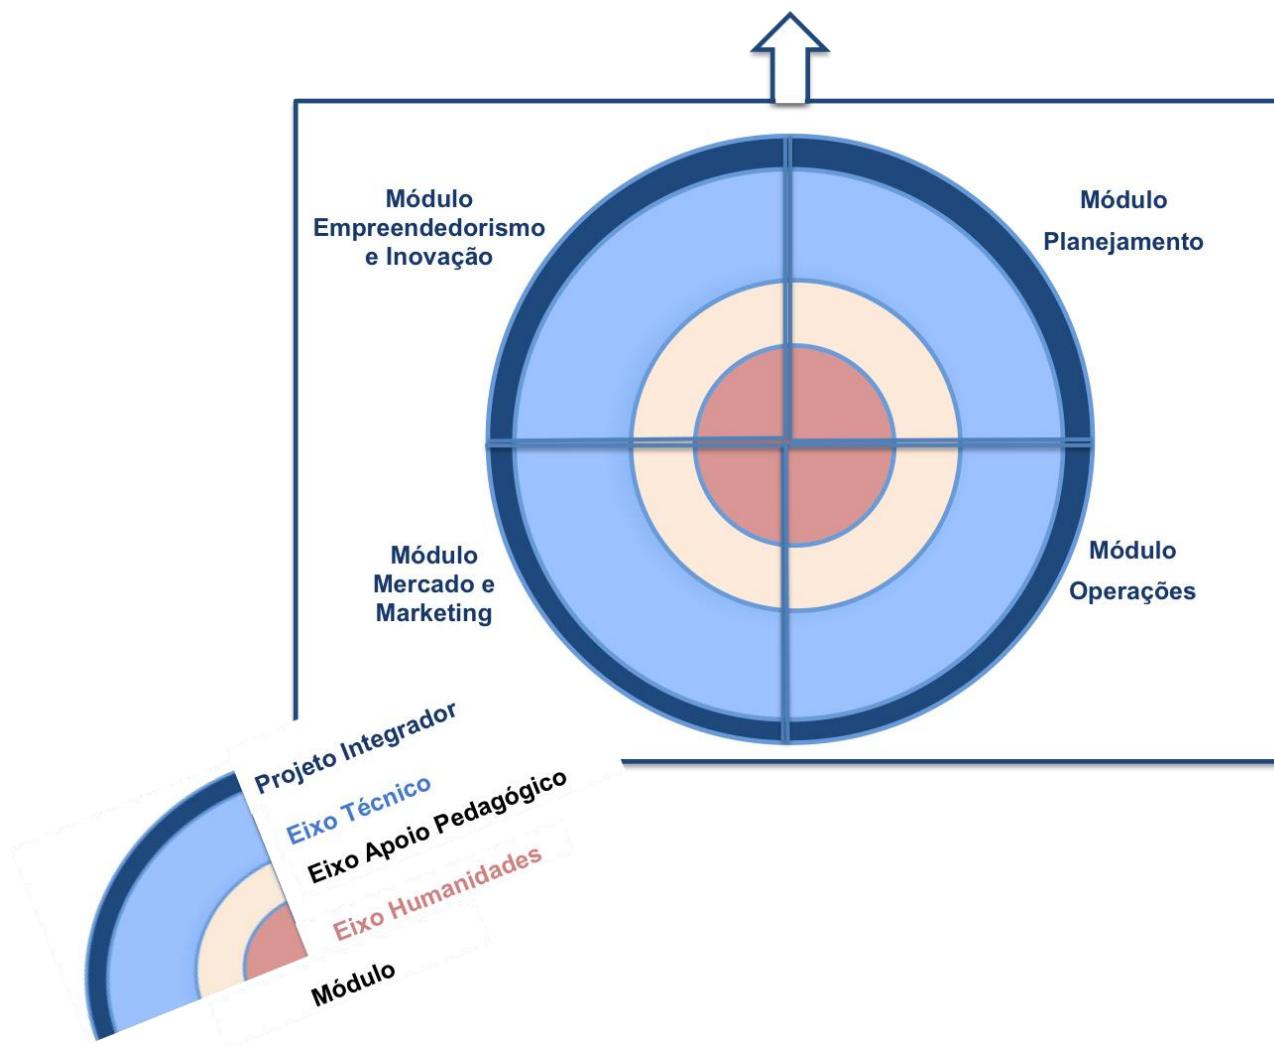 Módulo
Empreendedorismo
e Inovação
Módulo
Planejamento
Módulo
Mercado e
Marketing
Módulo
Operações
Projeto Integrador
Eixo Técnico
Eixo Apoio Pedagógico
Eixo Humanidades
Módulo